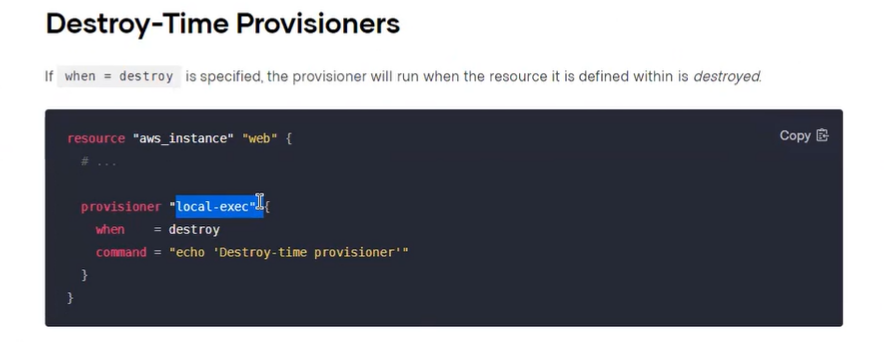 Destroy-Time Provisioners
If when = destroy is specified, the provisioner will run when the resource it is defined within is destroyed.
Copy
resource "aws_instance" "web" {
# ...
provisioner "local-exec" {
when = destroy
command = "echo 'Destroy-time provisioner'"
}
}